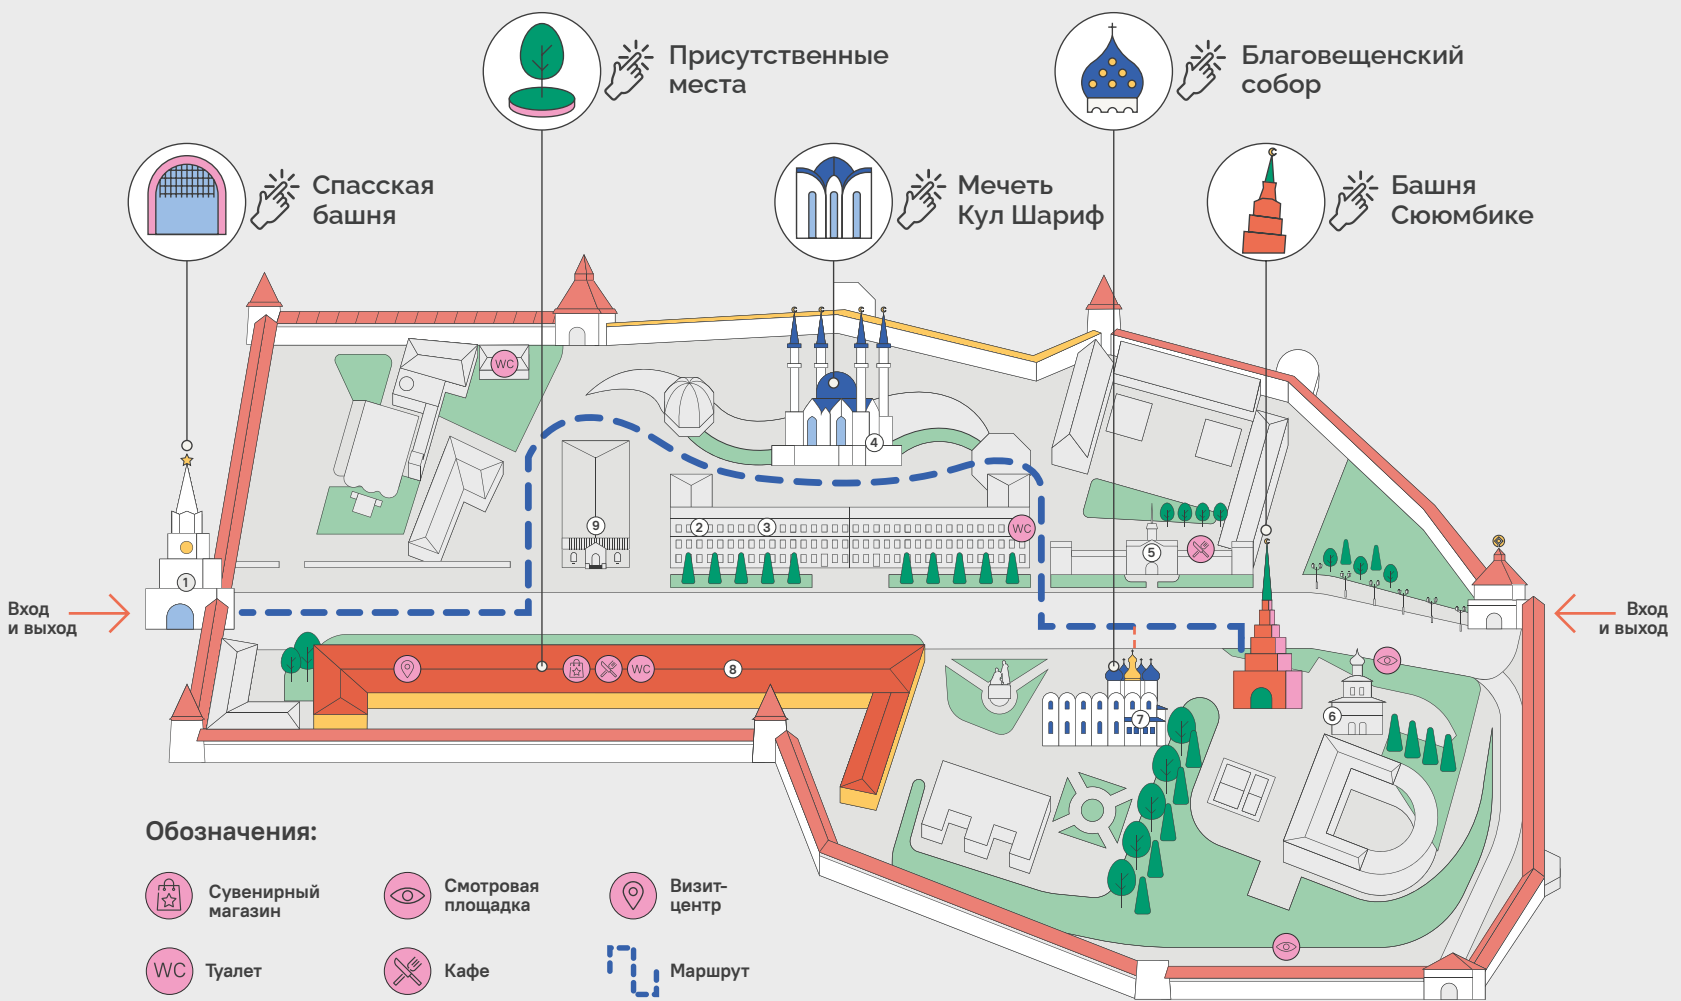 Присутственные
места
Благовещенский
собор
Спасская
башня
Мечеть
Кул Шариф
Башня
Сююмбике
WC
4
9
2
3
WC
5
1
Вход
и выход
Вход
и выход
WC
8
6
7
Обозначения:
Сувенирный
магазин
Смотровая
площадка
Визит-
центр
WC
Туалет
Кафе
Маршрут